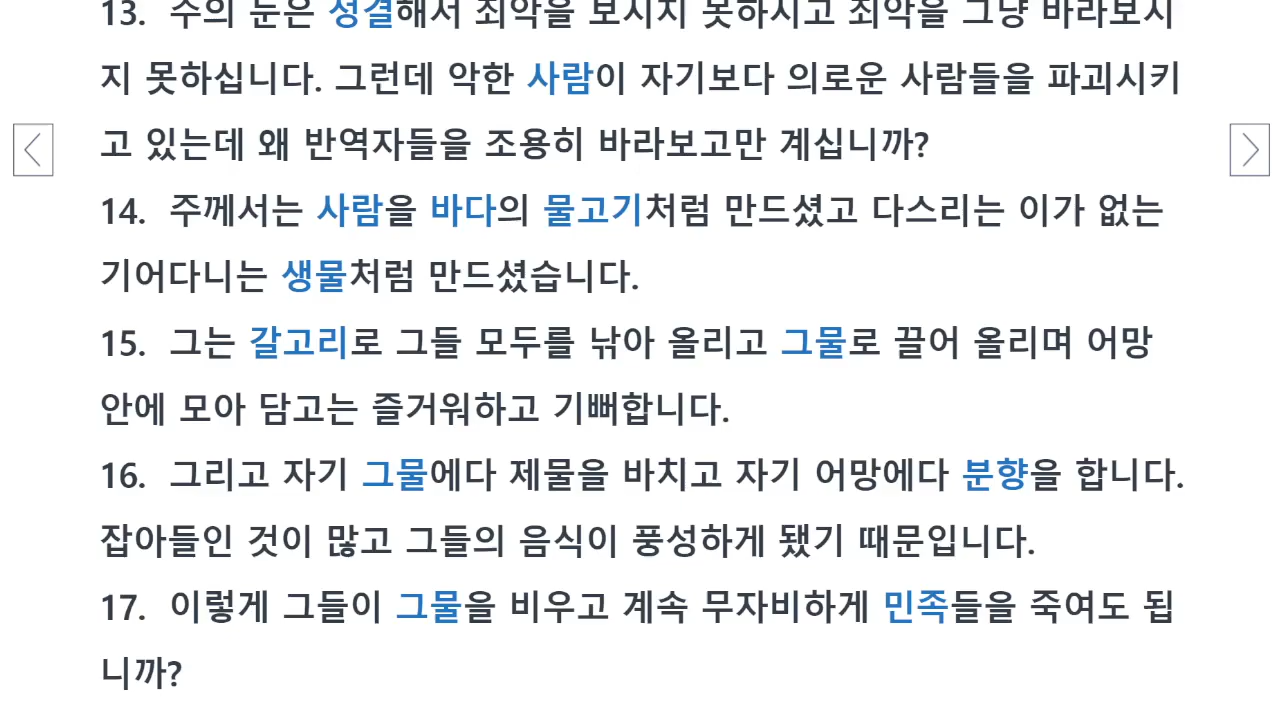 13. 주의 눈은 성결해서 죄악을 보시지 못하시고 죄악을 그냥 바라보시
지 못하십니다. 그런데 악한 사람이 자기보다 의로운 사람들을 파괴시키
고 있는데 왜 반역자들을 조용히 바라보고만 계십니까?
14. 주께서는 사람을 바다의 물고기처럼 만드셨고 다스리는 이가 없는
기어다니는 생물처럼 만드셨습니다.
15. 그는 갈고리로 그들 모두를 낚아 올리고 그물로 끌어 올리며 어망
안에 모아 담고는 즐거워하고 기뻐합니다.
16. 그리고 자기 그물에다 제물을 바치고 자기 어망에다 분향을 합니다.
잡아들인 것이 많고 그들의 음식이 풍성하게 됐기 때문입니다.
17. 이렇게 그들이 그물을 비우고 계속 무자비하게 민족들을 죽여도 됩
니까?